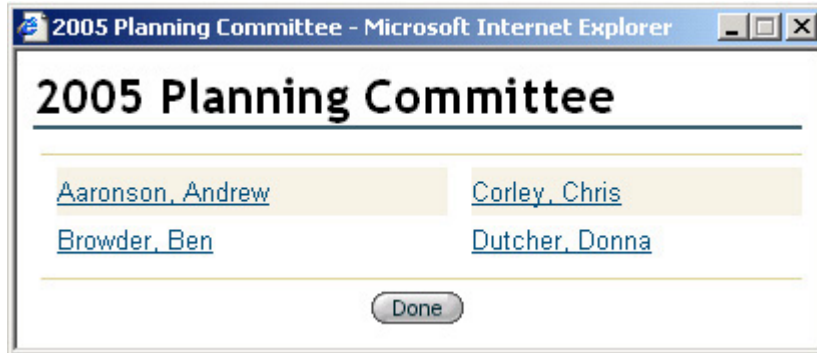 2005 Planning Committee - Microsoft Internet Explorer
2005 Planning Committee
Aaronson, Andrew Corley, Chris
Browder, Ben Dutcher, Donna
Done